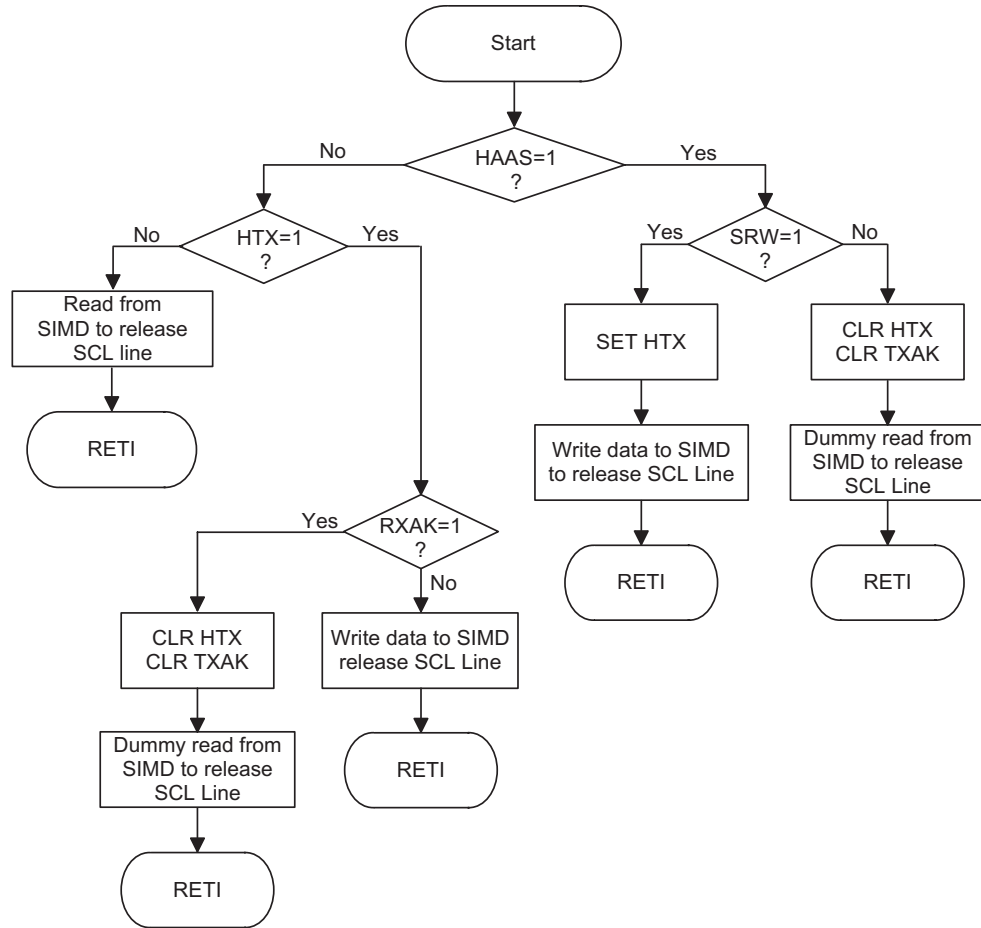 Start
HAAS=1
?
No
Yes
HTX=1
?
No
Yes
SRW=1
?
Yes
No
Read from
SIMD to release
SCL line
RETI
SET HTX
CLR HTX
CLR TXAK
Write data to SIMD
to release SCL Line
Dummy read from
SIMD to release
SCL Line
RETI
RETI
RXAK=1
?
Yes
No
CLR HTX
CLR TXAK
Write data to SIMD
release SCL Line
Dummy read from
SIMD to release
SCL Line
RETI
RETI